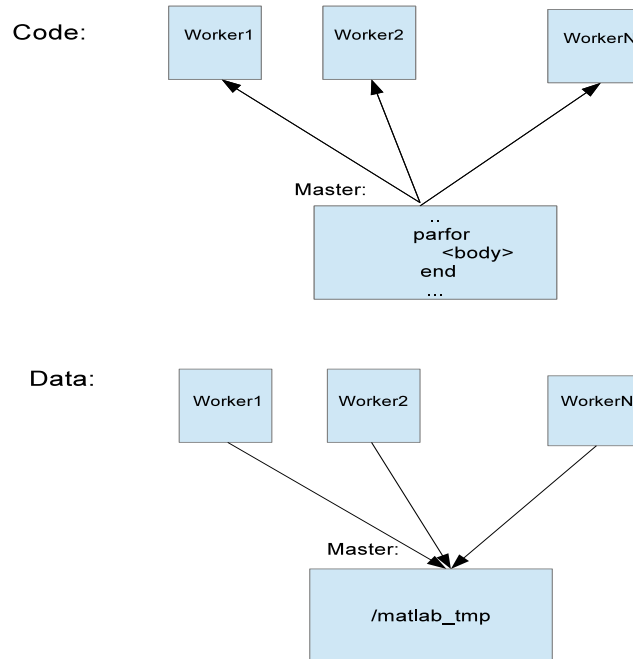 Code:
Worker1
Worker2
WorkerN
Master:
..
parfor
<body>
end
...
Data:
Worker1
Worker2
WorkerN
Master:
/matlab_tmp